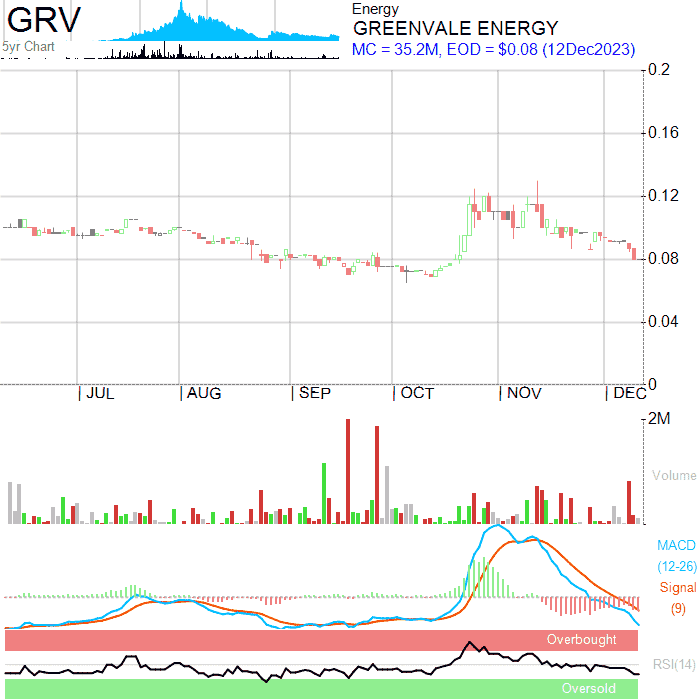 GRV
5yr Chart
Energy
GREENVALE ENERGY
MC = 35.2M, EOD = $0.08 (12Dec2023)
0.2
0.16
0.12
0.08
0.04
0
JUL AUG SEP OCT NOV DEC
2M
Volume
MACD
(12-26)
Signal
(9)
Overbought
RSI(14)
Oversold